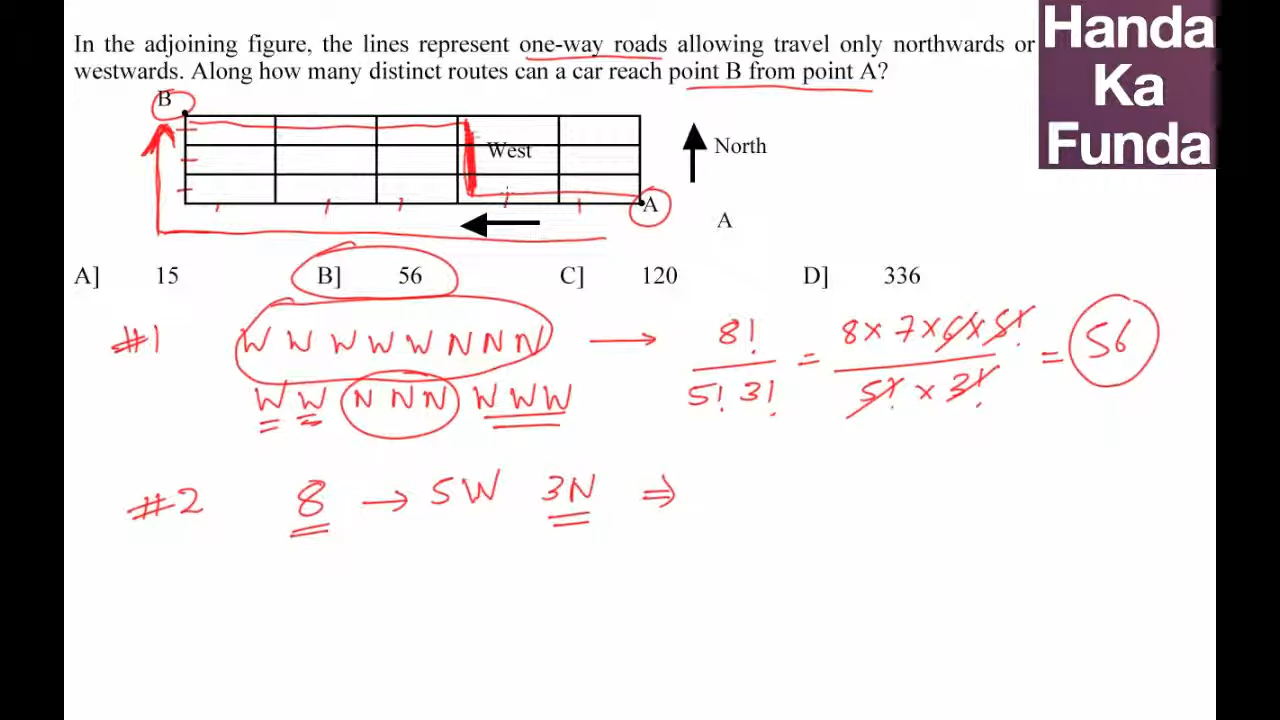 In the adjoining figure, the lines represent one-way roads allowing travel only northwards or
westwards. Along how many distinct routes can a car reach point B from point A?
Handa
Ka
Funda
B
West
North
A
A
A] 15 B] 56 C] 120 D] 336
#1 W W W W W N N N → 8!/5! 3! = 8 x 7 x 6 x 5!/5! x 3! = 56
W W N N N W W W
#2 8 → 5W 3N ⇒